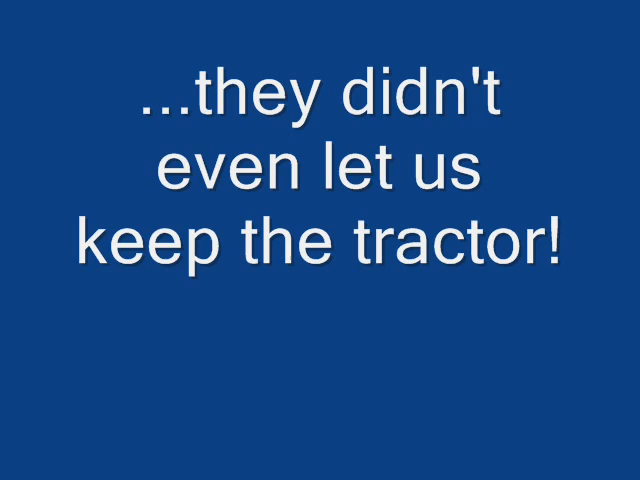 ...they didn't
even let us
keep the tractor!